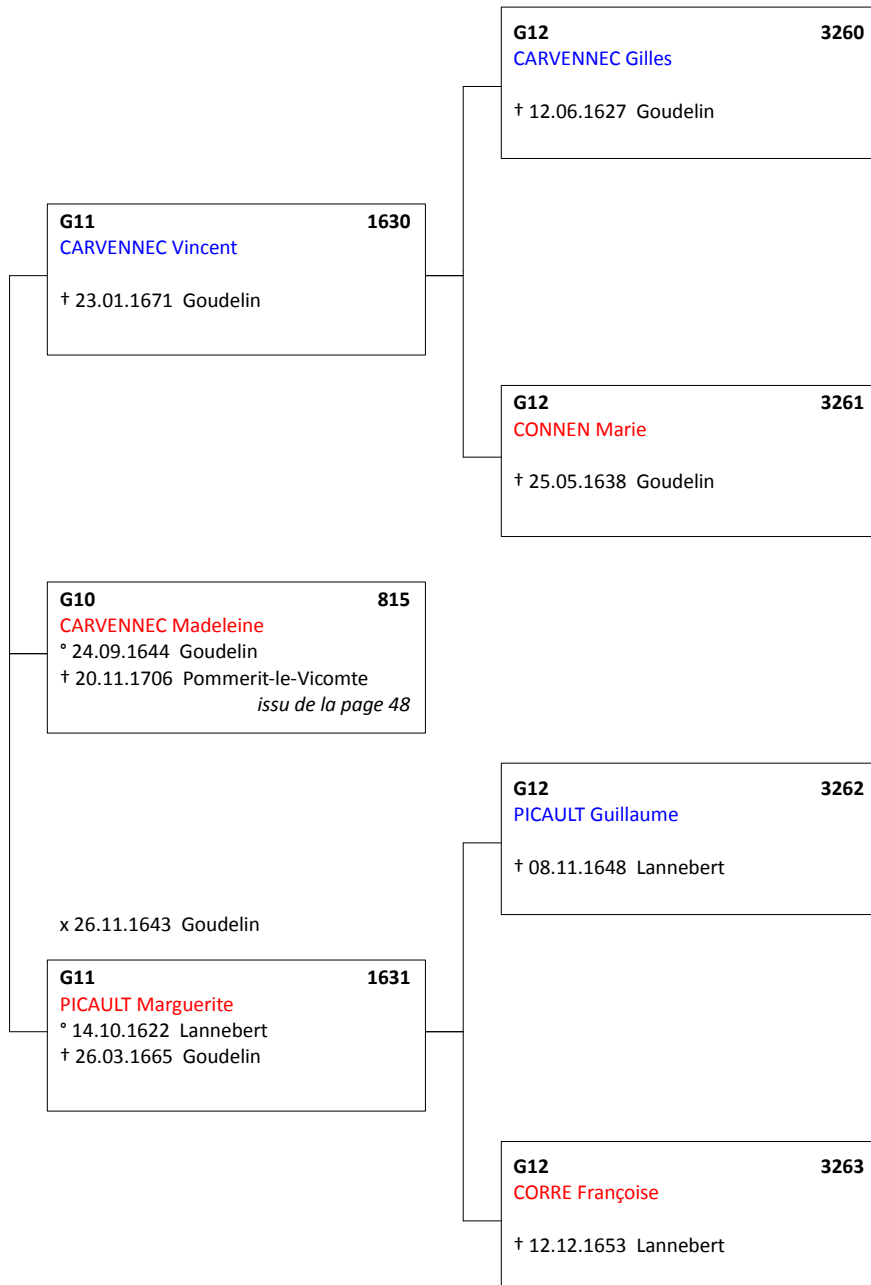 G12 3260
CARVENNEC Gilles
† 12.06.1627 Goudelin
G11 1630
CARVENNEC Vincent
† 23.01.1671 Goudelin
G12 3261
CONNEN Marie
† 25.05.1638 Goudelin
G10 815
CARVENNEC Madeleine
° 24.09.1644 Goudelin
† 20.11.1706 Pommerit-le-Vicomte
issu de la page 48
G12 3262
PICAULT Guillaume
† 08.11.1648 Lannebert
x 26.11.1643 Goudelin
G11 1631
PICAULT Marguerite
° 14.10.1622 Lannebert
† 26.03.1665 Goudelin
G12 3263
CORRE Françoise
† 12.12.1653 Lannebert